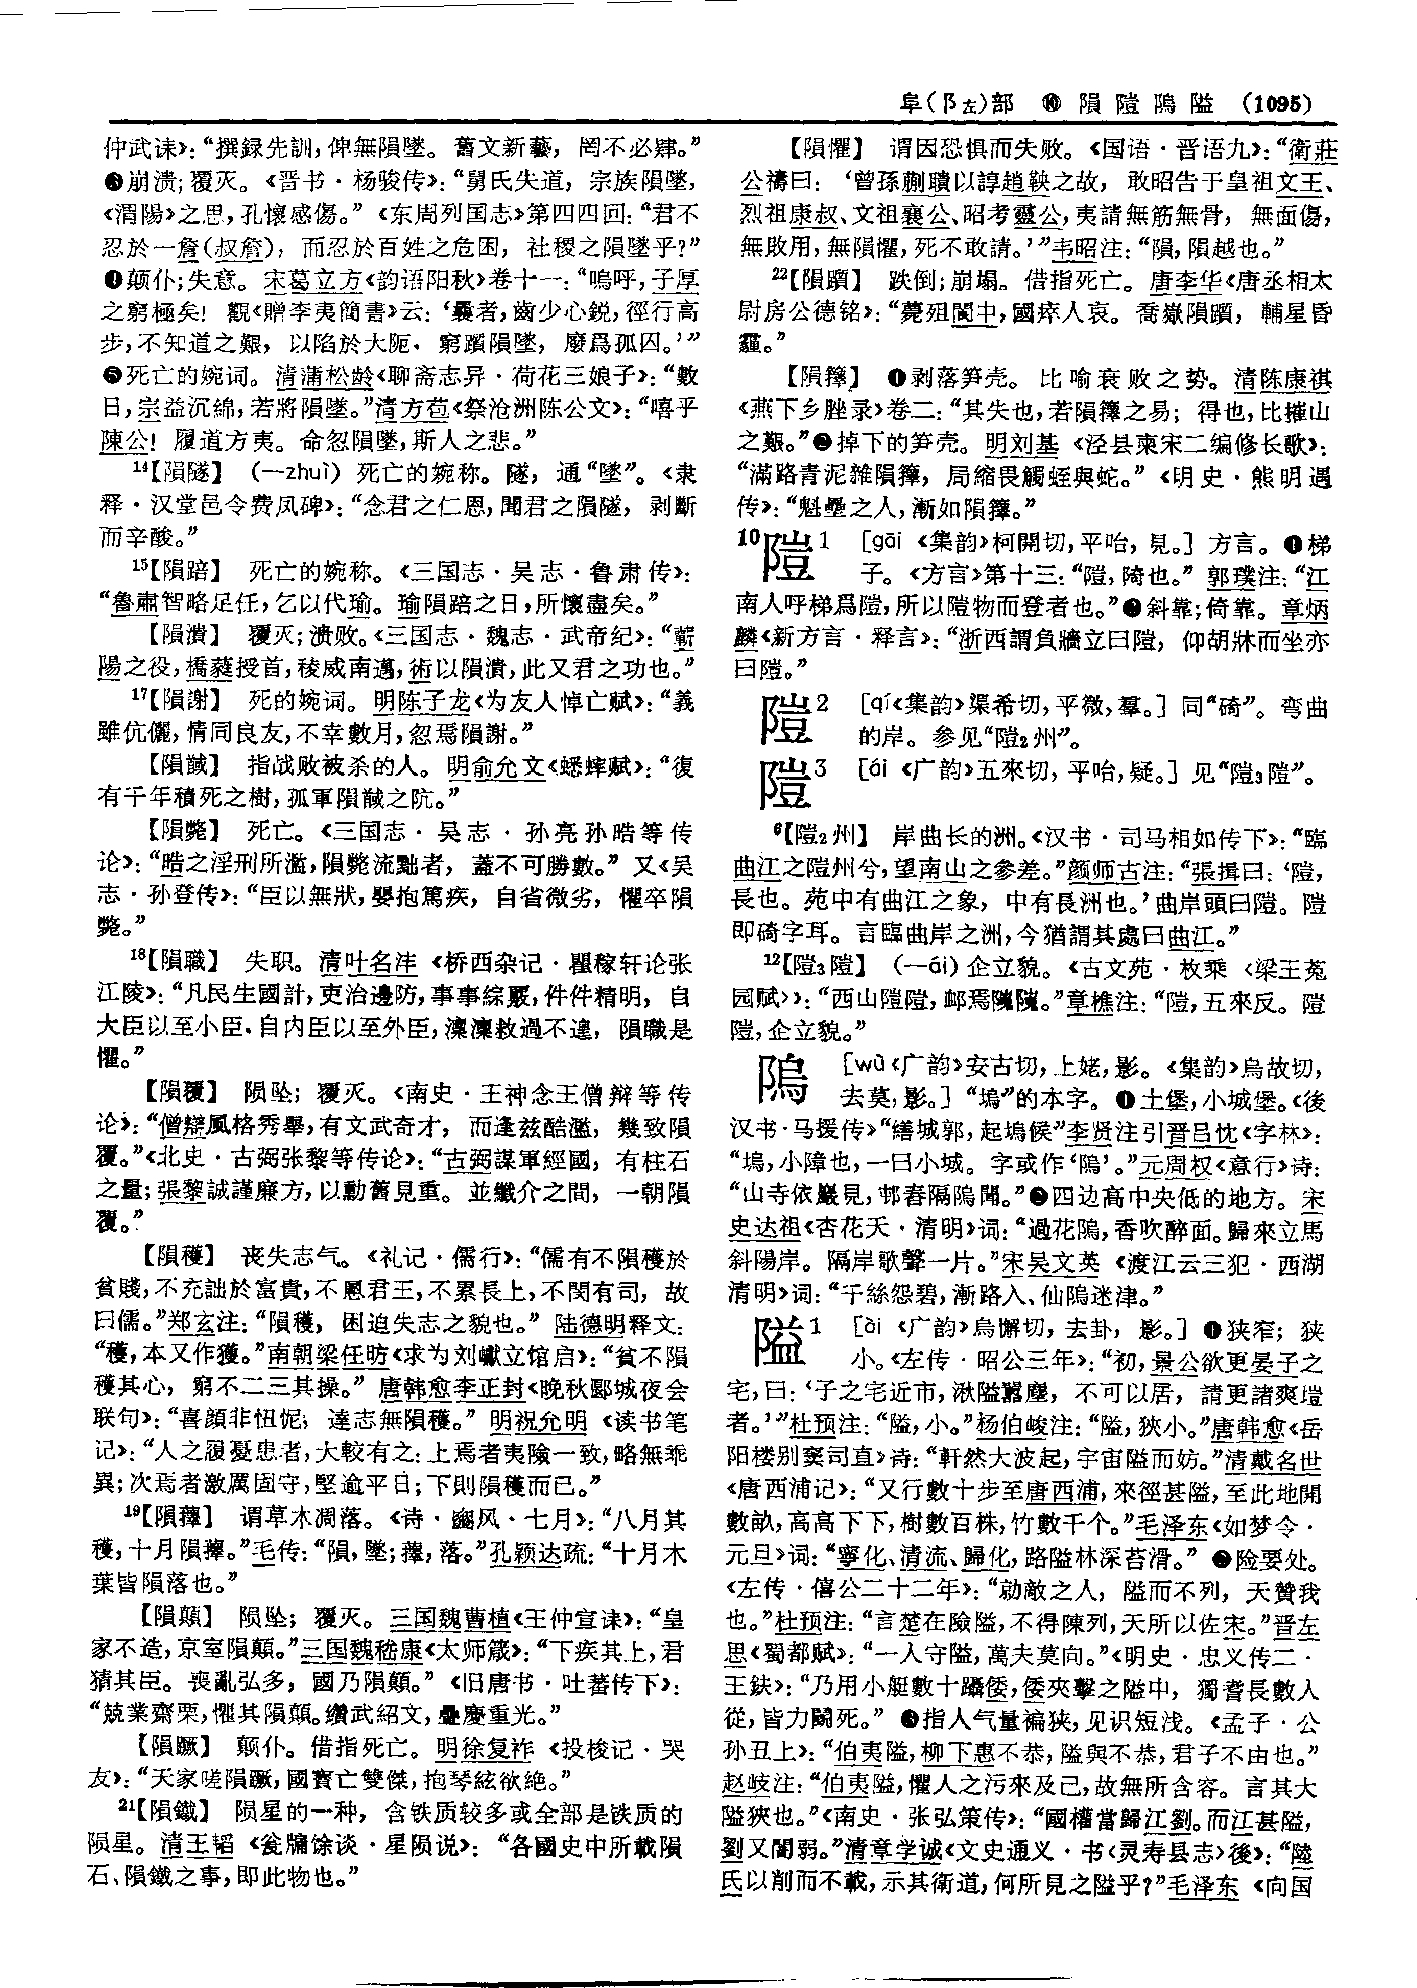 阜(阝左)部 ❿ 隕隑隖隘 (1095)
仲武诔》：“撰録先訓，俾無隕墜。舊文新藝，罔不必肄。”
❸崩溃；覆灭。《晋书·杨骏传》：“舅氏失道，宗族隕墜，
《渭陽》之思，孔懷感傷。”《东周列国志》第四四回：“君不
忍於一詹(叔詹)，而忍於百姓之危困，社稷之隕墜乎？”
❹颠仆；失意。宋葛立方《韵语阳秋》卷十一：“嗚呼，子厚
之窮極矣！觀《贈李夷簡書》云：‘曩者，齒少心鋭，徑行高
步，不知道之艱，以陷於大阨，窮躓隕墜，廢爲孤囚。’”
❺死亡的婉词。清蒲松龄《聊斋志异·荷花三娘子》：“數
日，宗益沉綿，若將隕墜。”清方苞《祭沧洲陈公文》：“嘻乎
陳公！履道方夷。命忽隕墜，斯人之悲。”
14【隕隧】 (一zhuì) 死亡的婉称。隧，通“墜”。《隶
释·汉堂邑令费凤碑》：“念君之仁恩，聞君之隕隧，剥斷
而辛酸。”
15【隕踣】 死亡的婉称。《三国志·吴志·鲁肃传》：
“魯肅智略足任，乞以代瑜。瑜隕踣之日，所懷盡矣。”
【隕潰】 覆灭；溃败。《三国志·魏志·武帝纪》：“蘄
陽之役，橋蕤授首，稜威南邁，術以隕潰，此又君之功也。”
17【隕謝】 死的婉词。明陈子龙《为友人悼亡赋》：“義
雖伉儷，情同良友，不幸數月，忽焉隕謝。”
【隕馘】 指战败被杀的人。明俞允文《蟋蟀赋》：“復
有千年積死之樹，孤軍隕馘之阬。”
【隕斃】 死亡。《三国志·吴志·孙亮孙晧等传
论》：“晧之淫刑所濫，隕斃流黜者，蓋不可勝數。”又《吴
志·孙登传》：“臣以無狀，嬰抱篤疾，自省微劣，懼卒隕
斃。”
18【隕職】 失职。清叶名沣《桥西杂记·瞿稼轩论张
江陵》：“凡民生國計，吏治邊防，事事綜覈，件件精明，自
大臣以至小臣、自内臣以至外臣，凜凜救過不遑，隕職是
懼。”
【隕覆】 陨坠；覆灭。《南史·王神念王僧辩等传
论》：“僧辯風格秀舉，有文武奇才，而逢兹酷濫，幾致隕
覆。”《北史·古弼张黎等传论》：“古弼謀軍經國，有柱石
之量；張黎誠謹廉方，以勳舊見重。並纖介之間，一朝隕
覆。”
【隕穫】 丧失志气。《礼记·儒行》：“儒有不隕穫於
貧賤，不充詘於富貴，不慁君王，不累長上，不閔有司，故
曰儒。”郑玄注：“隕穫，困迫失志之貌也。”陆德明释文：
“穫，本又作獲。”南朝梁任昉《求为刘瓛立馆启》：“貧不隕
穫其心，窮不二三其操。”唐韩愈李正封《晚秋郾城夜会
联句》：“喜顔非忸怩，達志無隕穫。”明祝允明《读书笔
记》：“人之履憂患者，大較有之：上焉者夷險一致，略無乖
異；次焉者激厲固守，堅逾平日；下則隕穫而已。”
19【隕蘀】 谓草木凋落。《诗·豳风·七月》：“八月其
穫，十月隕蘀。”毛传：“隕，墜；蘀，落。”孔颖达疏：“十月木
葉皆隕落也。”
【隕顛】 陨坠；覆灭。三国魏曹植《王仲宣诔》：“皇
家不造，京室隕顛。”三国魏嵇康《太师箴》：“下疾其上，君
猜其臣。喪亂弘多，國乃隕顛。”《旧唐书·吐蕃传下》：
“兢業齋栗，懼其隕顛。纘武紹文，疊慶重光。”
【隕蹶】 颠仆。借指死亡。明徐复祚《投梭记·哭
友》：“天家嗟隕蹶，國寶亡雙傑，抱琴絃欲絶。”
21【隕鐵】 陨星的一种，含铁质较多或全部是铁质的
陨星。清王韬《瓮牖馀谈·星陨说》：“各國史中所載隕
石、隕鐵之事，即此物也。”
【隕懼】 谓因恐惧而失败。《国语·晋语九》：“衛莊
公禱曰：‘曾孫蒯聵以諄趙鞅之故，敢昭告于皇祖文王、
烈祖康叔、文祖襄公、昭考靈公，夷請無筋無骨，無面傷，
無敗用，無隕懼，死不敢請。’”韦昭注：“隕，隕越也。”
22【隕躓】 跌倒；崩塌。借指死亡。唐李华《唐丞相太
尉房公德铭》：“薨殂閬中，國瘁人哀。喬嶽隕躓，輔星昏
霾。”
【隕籜】 ❶剥落笋壳。比喻衰败之势。清陈康祺
《燕下乡脞录》卷二：“其失也，若隕籜之易；得也，比摧山
之艱。”❷掉下的笋壳。明刘基《泾县柬宋二编修长歌》：
“滿路青泥雜隕籜，局縮畏觸蛭與蛇。”《明史·熊明遇
传》：“魁壘之人，漸如隕籜。”
10隑1 [gāi 《集韵》柯開切，平咍，見。] 方言。❶梯
子。《方言》第十三：“隑，陭也。”郭璞注：“江
南人呼梯爲隑，所以隑物而登者也。”❷斜靠；倚靠。章炳
麟《新方言·释言》：“浙西謂負牆立曰隑，仰胡牀而坐亦
曰隑。”
隑2 [qí《集韵》渠希切，平微，羣。] 同“碕”。弯曲
的岸。参见“隑2州”。
隑3 [ái 《广韵》五來切，平咍，疑。] 见“隑3隑”。
6【隑2州】 岸曲长的洲。《汉书·司马相如传下》：“臨
曲江之隑州兮，望南山之參差。”颜师古注：“張揖曰：‘隑，
長也。苑中有曲江之象，中有長洲也。’曲岸頭曰隑。隑
即碕字耳。言臨曲岸之洲，今猶謂其處曰曲江。”
12【隑3隑】 (一ái) 企立貌。《古文苑·枚乘〈梁王菟
园赋〉》：“西山隑隑，䘏焉隗隗。”章樵注：“隑，五來反。隑
隑，企立貌。”
隖 [wǔ《广韵》安古切，上姥，影。《集韵》烏故切，
去莫，影。] “塢”的本字。❶土堡，小城堡。《後
汉书·马援传》“繕城郭，起塢候”李贤注引晋吕忱《字林》：
“塢，小障也，一曰小城。字或作‘隖’。”元周权《意行》诗：
“山寺依巖見，邨舂隔隖聞。”❷四边高中央低的地方。宋
史达祖《杏花天·清明》词：“過花隖，香吹醉面。歸來立馬
斜陽岸。隔岸歌聲一片。”宋吴文英《渡江云三犯·西湖
清明》词：“千絲怨碧，漸路入、仙隖迷津。”
隘1 [ài 《广韵》烏懈切，去卦，影。] ❶狭窄；狭
小。《左传·昭公三年》：“初，景公欲更晏子之
宅，曰：‘子之宅近市，湫隘囂塵，不可以居，請更諸爽塏
者。’”杜预注：“隘，小。”杨伯峻注：“隘，狹小。”唐韩愈《岳
阳楼别窦司直》诗：“軒然大波起，宇宙隘而妨。”清戴名世
《唐西浦记》：“又行數十步至唐西浦，來徑甚隘，至此地開
數畝，高高下下，樹數百株，竹數千个。”毛泽东《如梦令·
元旦》词：“寧化、清流、歸化，路隘林深苔滑。”❷险要处。
《左传·僖公二十二年》：“勍敵之人，隘而不列，天贊我
也。”杜预注：“言楚在險隘，不得陳列，天所以佐宋。”晋左
思《蜀都赋》：“一人守隘，萬夫莫向。”《明史·忠义传二·
王鈇》：“乃用小艇數十躡倭，倭夾擊之隘中，獨耆長數人
從，皆力鬭死。”❸指人气量褊狭，见识短浅。《孟子·公
孙丑上》：“伯夷隘，柳下惠不恭，隘與不恭，君子不由也。”
赵岐注：“伯夷隘，懼人之污來及己，故無所含容。言其大
隘狹也。”《南史·张弘策传》：“國權當歸江劉。而江甚隘，
劉又闇弱。”清章学诚《文史通义·书〈灵寿县志〉後》：“陸
氏以削而不載，示其衛道，何所見之隘乎？”毛泽东《向国